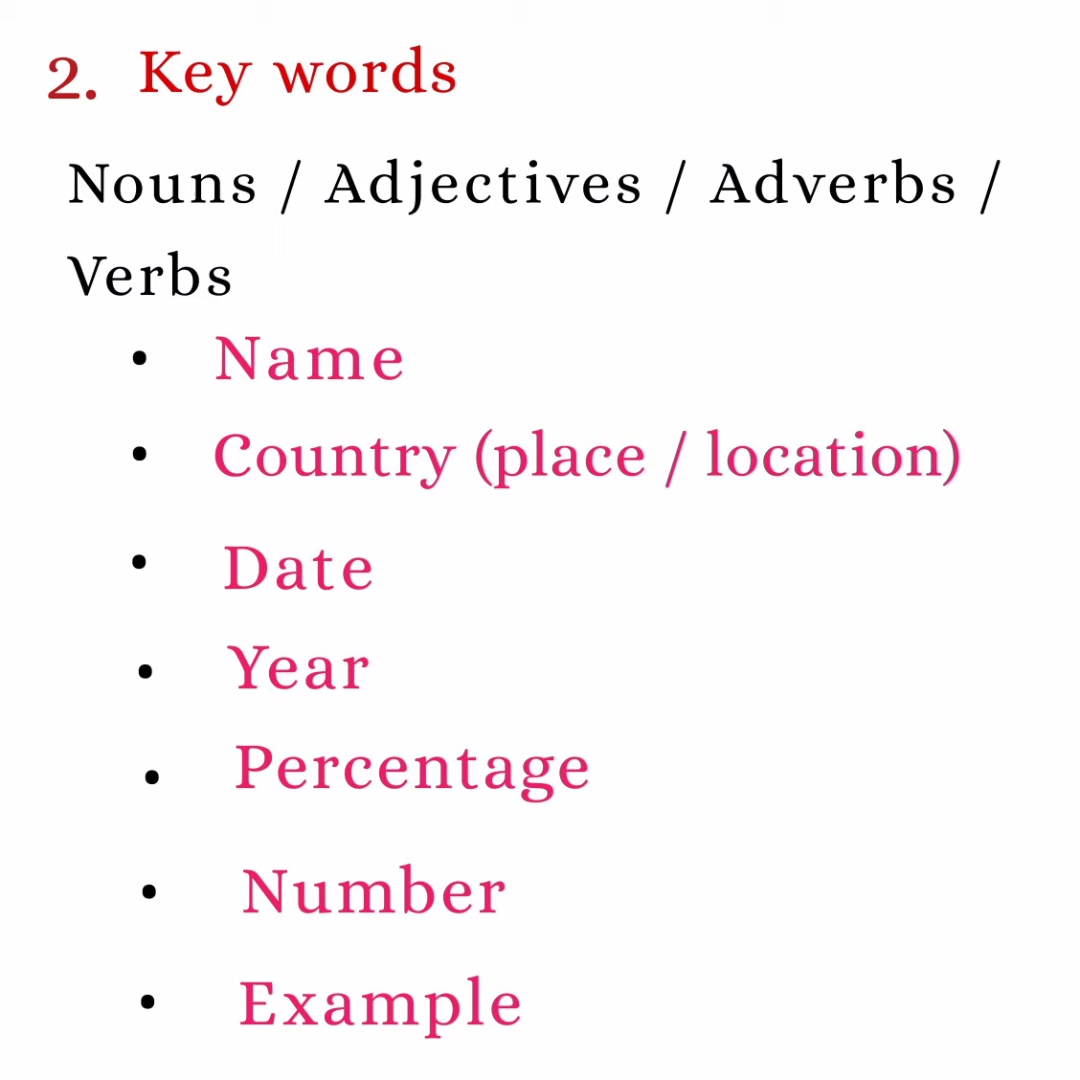 2. Key words
Nouns / Adjectives / Adverbs /
Verbs
• Name
• Country (place / location)
• Date
• Year
• Percentage
• Number
• Example